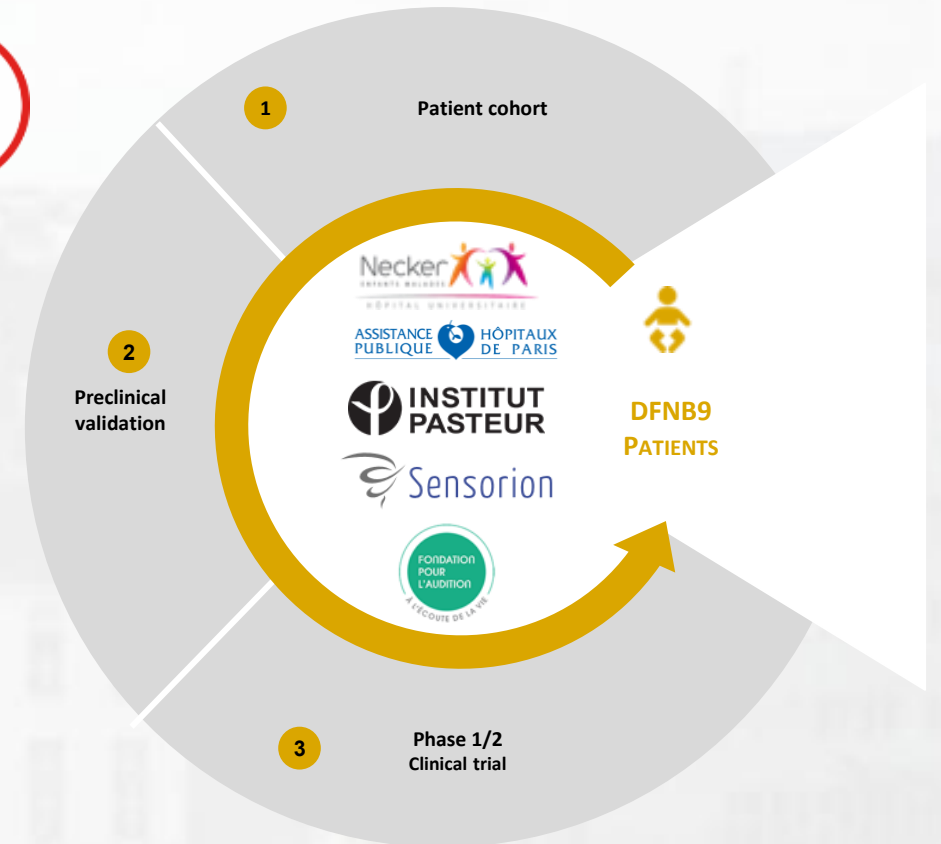 1
Patient cohort
Necker
ENFANTS MALADES
HÔPITAL UNIVERSITAIRE
ASSISTANCE HÔPITAUX
PUBLIQUE DE PARIS
2
Preclinical
validation
INSTITUT
PASTEUR
DFNB9
PATIENTS
Sensorion
FONDATION
POUR
L'AUDITION
À L'ÉCOUTE DE LA VIE
3
Phase 1/2
Clinical trial